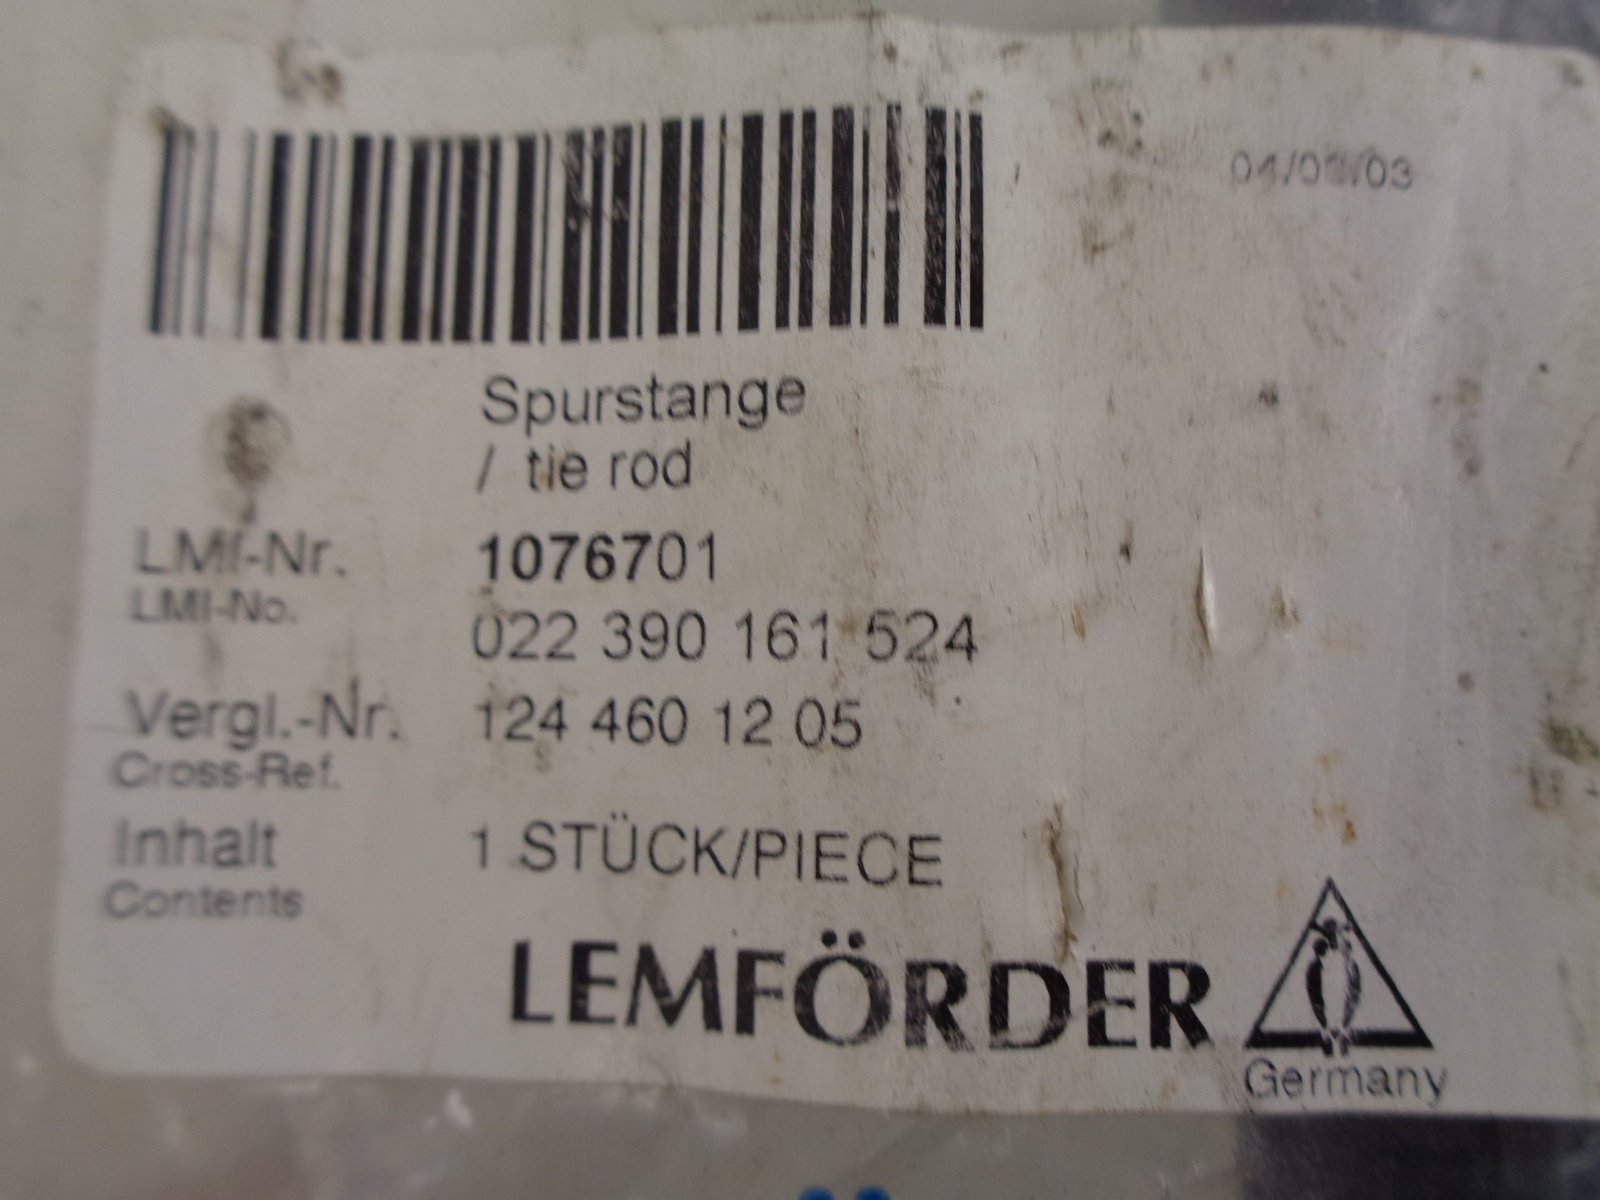 Spurstange
/ tie rod
LMI-Nr. 1076701
LMI-No.
022 390 161 524
Vergl.-Nr. 124 460 12 05
Cross-Ref.
Inhalt 1 STÜCK/PIECE
Contents
LEMFÖRDER
Germany